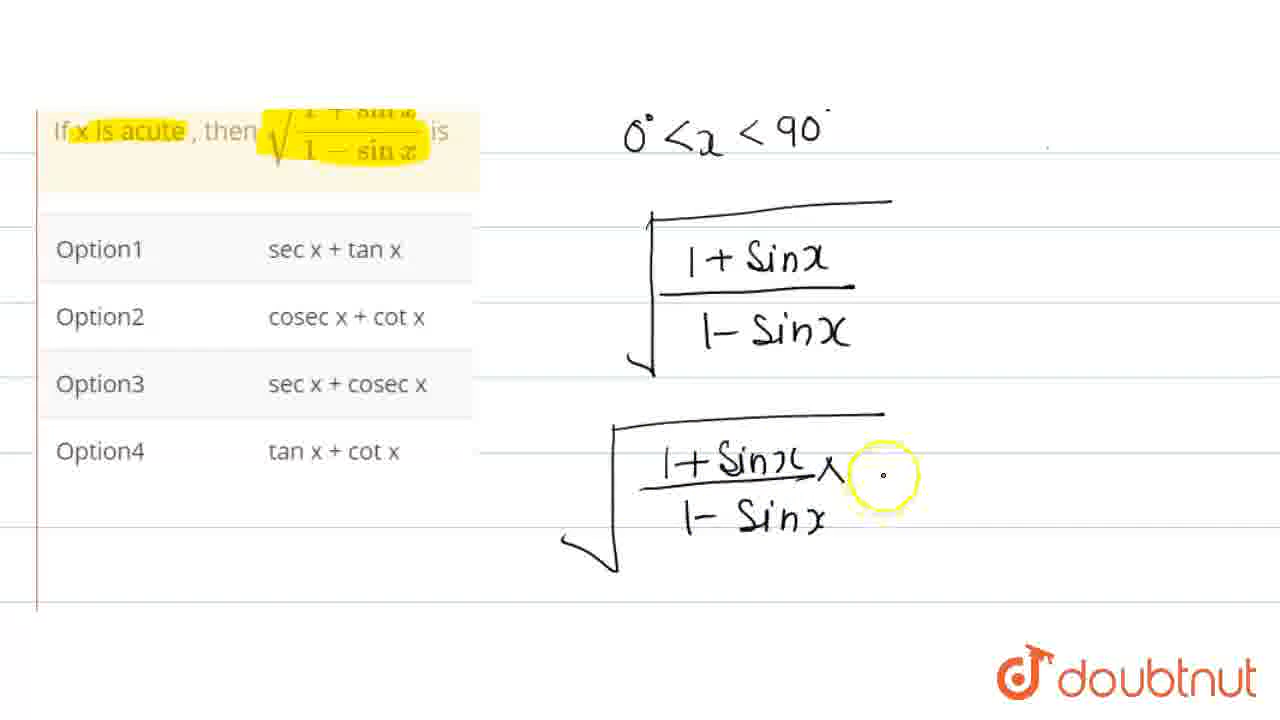 1 + sin x
If x is acute , then √ 1 − sin x is
Option1 sec x + tan x
Option2 cosec x + cot x
Option3 sec x + cosec x
Option4 tan x + cot x
0° < x < 90°
√
1 + Sinx
1 - Sinx
√
1 + Sinx ×
1 - Sinx
doubtnut